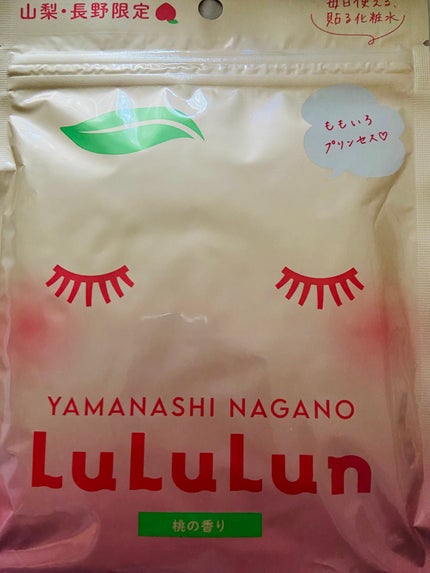 山梨・長野限定
毎日使える、
貼る化粧水
ももいろ
プリンセス♡
YAMANASHI NAGANO
LuLuLun
桃の香り